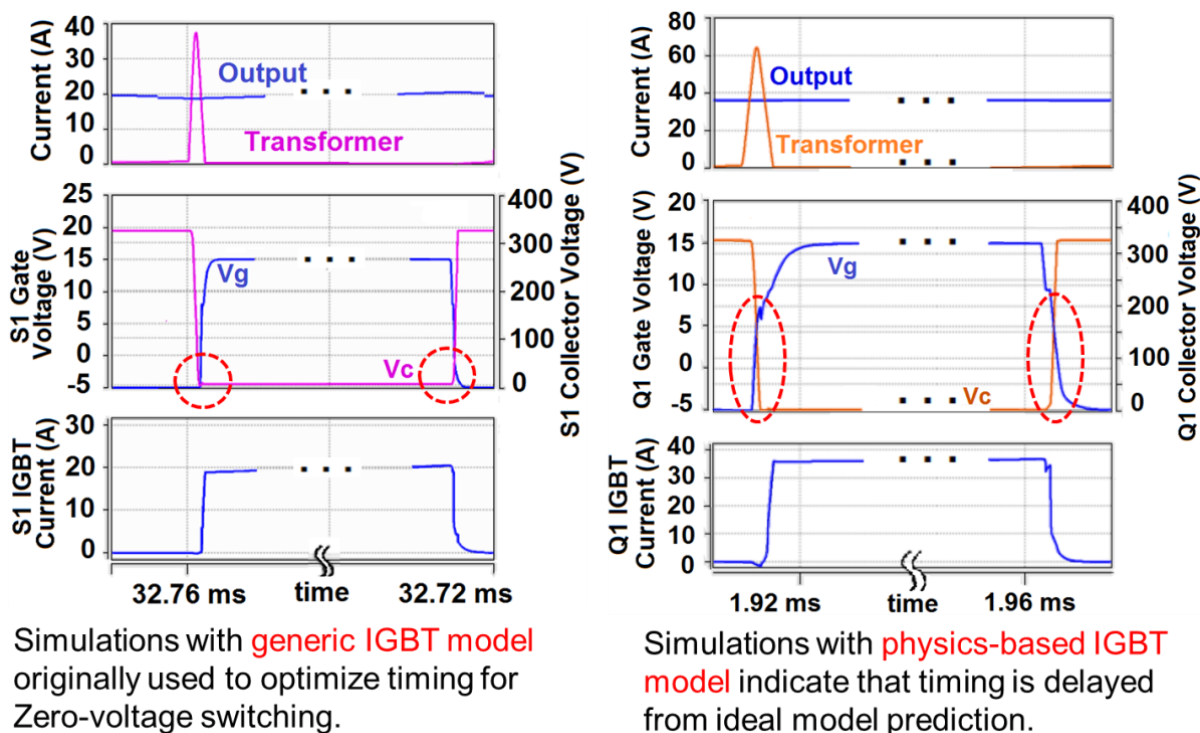 Current (A)
40
30
20
10
0
Output
Transformer
S1 Gate
Voltage (V)
25
20
15
10
5
0
-5
Vg
Vc
400
300
200
100
0
S1 Collector Voltage (V)
S1 IGBT
Current (A)
30
20
10
0
32.76 ms
time
32.72 ms
Simulations with generic IGBT model
originally used to optimize timing for
Zero-voltage switching.
Current (A)
80
60
40
20
0
Output
Transformer
Q1 Gate Voltage (V)
20
15
10
5
0
-5
Vg
Vc
400
300
200
100
0
Q1 Collector Voltage (V)
Q1 IGBT
Current (A)
40
30
20
10
0
1.92 ms
time
1.96 ms
Simulations with physics-based IGBT
model indicate that timing is delayed
from ideal model prediction.